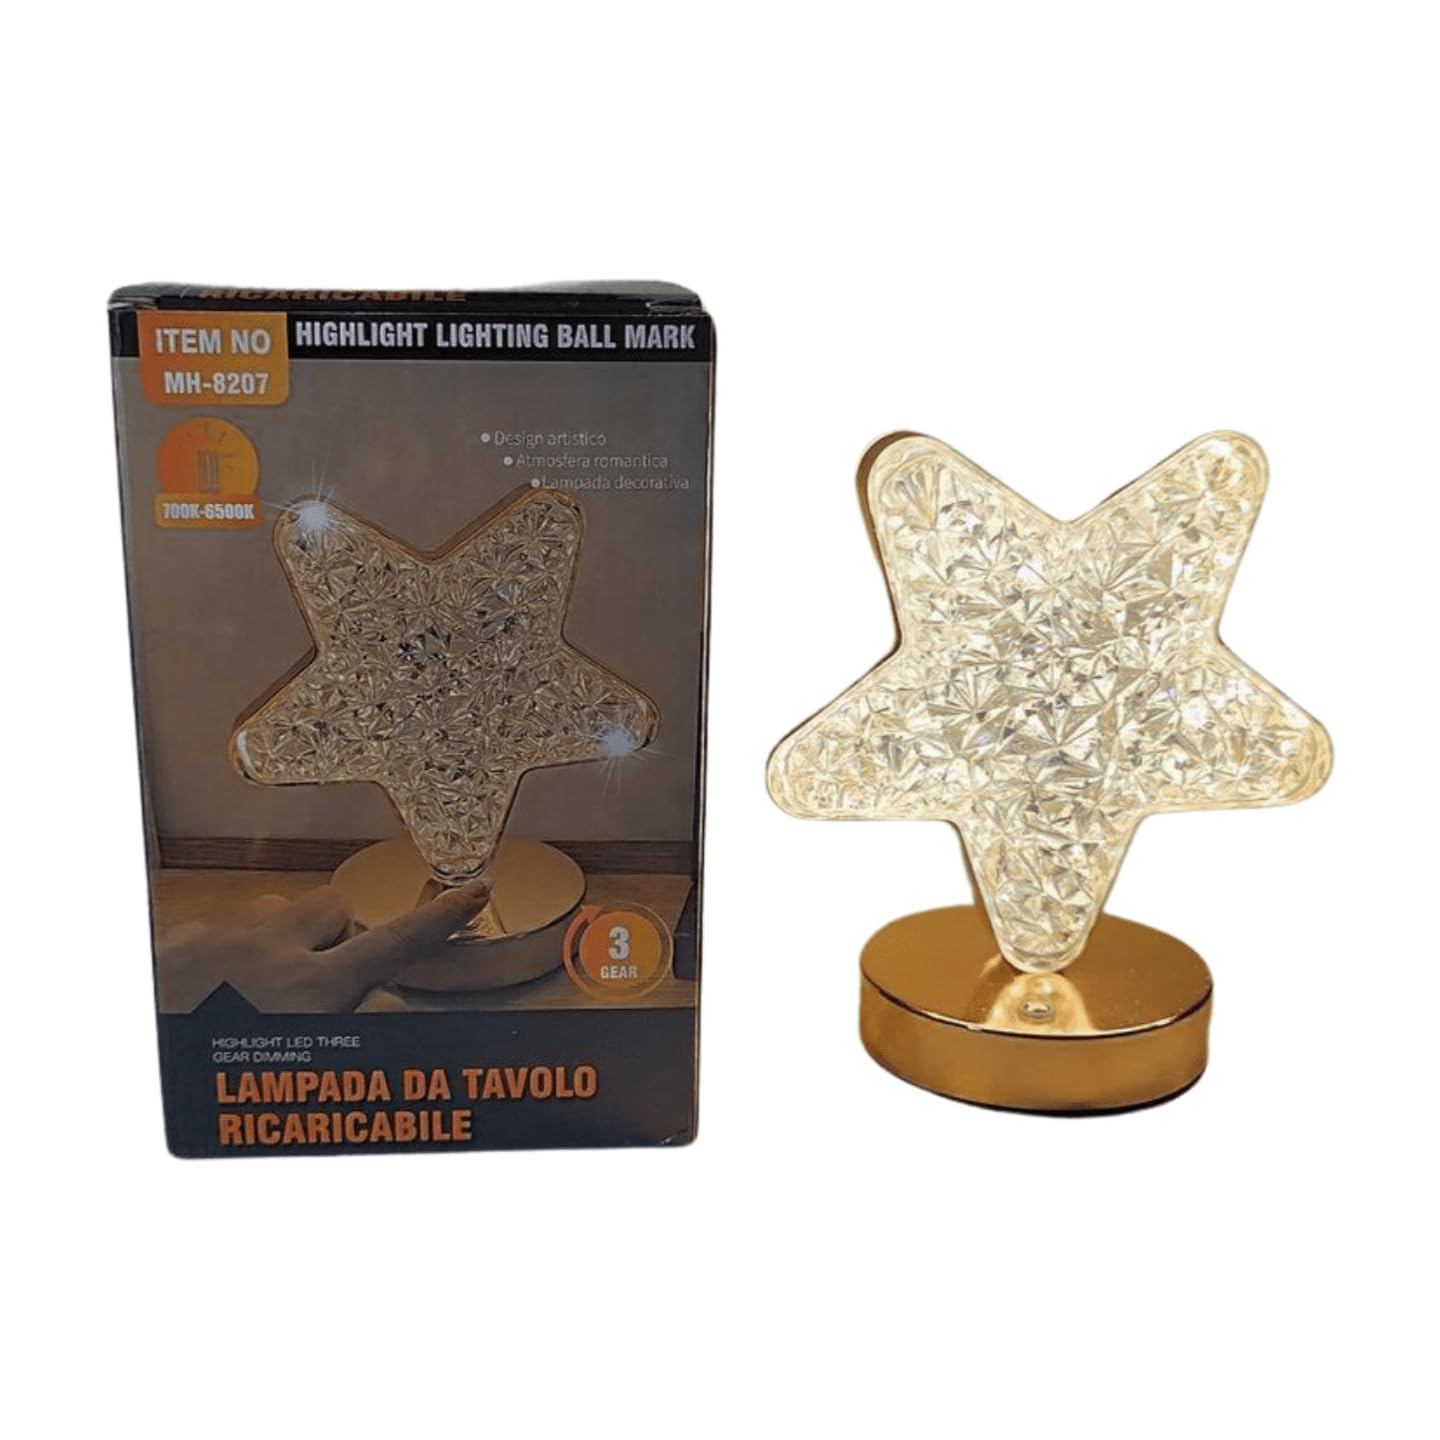 RICARICABILE
ITEM NO
MH-8207
HIGHLIGHT LIGHTING BALL MARK
• Design artistico
• Atmosfera romantica
• Lampada decorativa
700K-6500K
3
GEAR
HIGHLIGHT LED THREE
GEAR DIMMING
LAMPADA DA TAVOLO
RICARICABILE